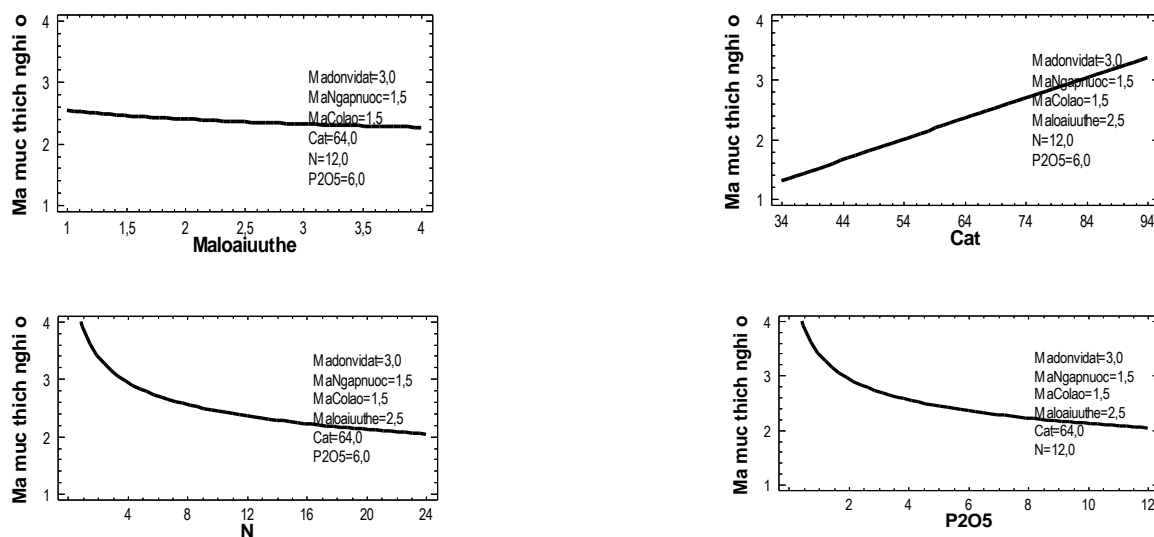 Ma muc thich nghi o
4
3
2
1
Madonvidat=3,0
MaNgapnuoc=1,5
MaColao=1,5
Cat=64,0
N=12,0
P2O5=6,0
1 1,5 2 2,5 3 3,5 4
Maloaiuuthe
Ma muc thich nghi o
4
3
2
1
Madonvidat=3,0
MaNgapnuoc=1,5
MaColao=1,5
Maloaiuuthe=2,5
N=12,0
P2O5=6,0
34 44 54 64 74 84 94
Cat
Ma muc thich nghi o
4
3
2
1
Madonvidat=3,0
MaNgapnuoc=1,5
MaColao=1,5
Maloaiuuthe=2,5
Cat=64,0
P2O5=6,0
4 8 12 16 20 24
N
Ma muc thich nghi o
4
3
2
1
Madonvidat=3,0
MaNgapnuoc=1,5
MaColao=1,5
Maloaiuuthe=2,5
Cat=64,0
N=12,0
2 4 6 8 10 12
P2O5